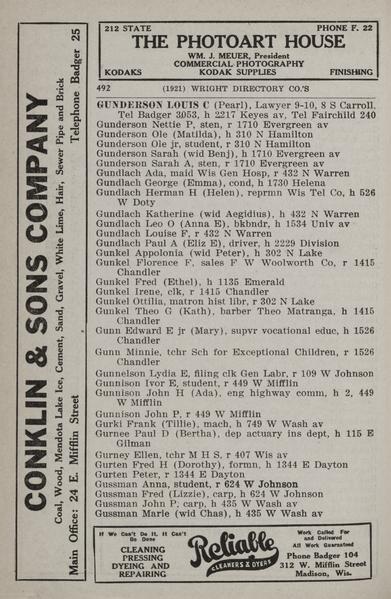 CONKLIN & SONS COMPANY
Coal, Wood, Mendota Lake Ice, Cement, Sand, Gravel, White Lime, Hair, Sewer Pipe and Brick
Main Office: 24 E. Mifflin Street Telephone Badger 25
212 STATE PHONE F. 22
THE PHOTOART HOUSE
WM. J. MEUER, President
COMMERCIAL PHOTOGRAPHY
KODAKS KODAK SUPPLIES FINISHING
492 (1921) WRIGHT DIRECTORY CO.'S
GUNDERSON LOUIS C (Pearl), Lawyer 9-10, 8 S Carroll,
Tel Badger 3053, h 2217 Keyes av, Tel Fairchild 240
Gunderson Nettie P, sten, r 1710 Evergreen av
Gunderson Ole (Matilda), h 310 N Hamilton
Gunderson Ole jr, student, r 310 N Hamilton
Gunderson Sarah (wid Benj), h 1710 Evergreen av
Gunderson Sarah A, sten, r 1710 Evergreen av
Gundlach Ada, maid Wis Gen Hosp, r 432 N Warren
Gundlach George (Emma), cond, h 1730 Helena
Gundlach Herman H (Helen), reprmn Wis Tel Co, h 526
W Doty
Gundlach Katherine (wid Aegidius), h 432 N Warren
Gundlach Leo O (Anna E), bkbndr, h 1534 Univ av
Gundlach Louise F, r 432 N Warren
Gundlach Paul A (Eliz E), driver, h 2229 Division
Gunkel Appolonia (wid Peter), h 302 N Lake
Gunkel Florence F, sales F W Woolworth Co, r 1415
Chandler
Gunkel Fred (Ethel), h 1135 Emerald
Gunkel Irene, clk, r 1415 Chandler
Gunkel Ottilia, matron hist libr, r 302 N Lake
Gunkel Theo G (Kath), barber Theo Matranga, h 1415
Chandler
Gunn Edward E jr (Mary), supvr vocational educ, h 1526
Chandler
Gunn Minnie, tchr Sch for Exceptional Children, r 1526
Chandler
Gunnelson Lydia E, filing clk Gen Labr, r 109 W Johnson
Gunnison Ivor E, student, r 449 W Mifflin
Gunnison John H (Ada), eng highway comm, h 2, 449
W Mifflin
Gunnison John P, r 449 W Mifflin
Gurki Frank (Tillie), mach, h 749 W Wash av
Gurnee Paul D (Bertha), dep actuary ins dept, h 115 E
Gilman
Gurney Ellen, tchr M H S, r 407 Wis av
Gurten Fred H (Dorothy), formn, h 1344 E Dayton
Gurten Peter, r 1344 E Dayton
Gussman Anna, student, r 624 W Johnson
Gussman Fred (Lizzie), carp, h 624 W Johnson
Gussman John P, carp, h 435 W Wash av
Gussman Marie (wid Chas), h 435 W Wash av
If We Can't Do It, It Can't
Be Done
CLEANING
PRESSING
DYEING AND
REPAIRING
Reliable
CLEANERS & DYERS
Work Called For
and Delivered
All Work Guaranteed
Phone Badger 104
312 W. Mifflin Street
Madison, Wis.